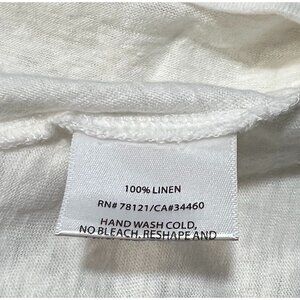 100% LINEN
RN# 78121/CA#34460
HAND WASH COLD,
NO BLEACH. RESHAPE AND